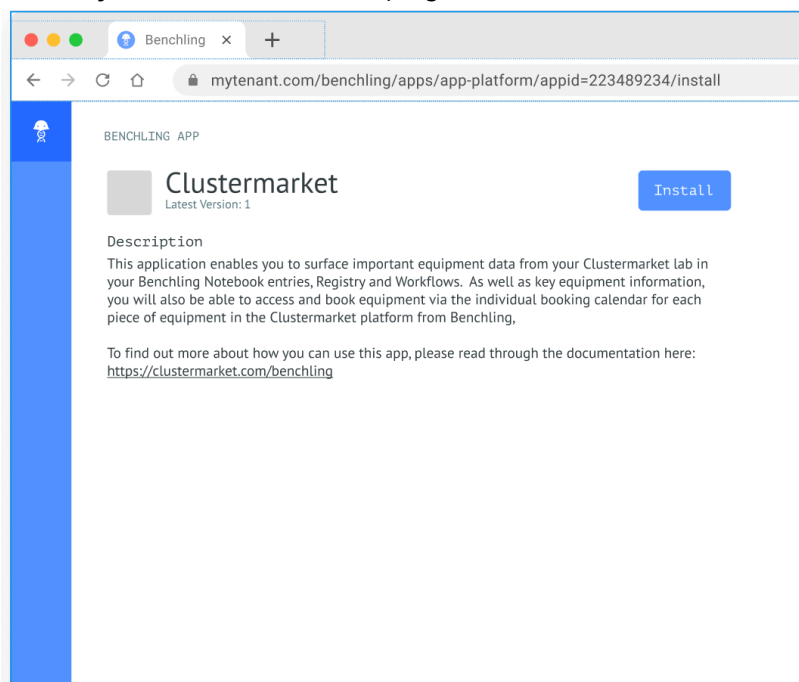 Benchling
mytenant.com/benchling/apps/app-platform/appid=223489234/install
BENCHLING APP
Clustermarket
Install
Latest Version: 1
Description
This application enables you to surface important equipment data from your Clustermarket lab in
your Benchling Notebook entries, Registry and Workflows.  As well as key equipment information,
you will also be able to access and book equipment via the individual booking calendar for each
piece of equipment in the Clustermarket platform from Benchling,
To find out more about how you can use this app, please read through the documentation here:
https://clustermarket.com/benchling